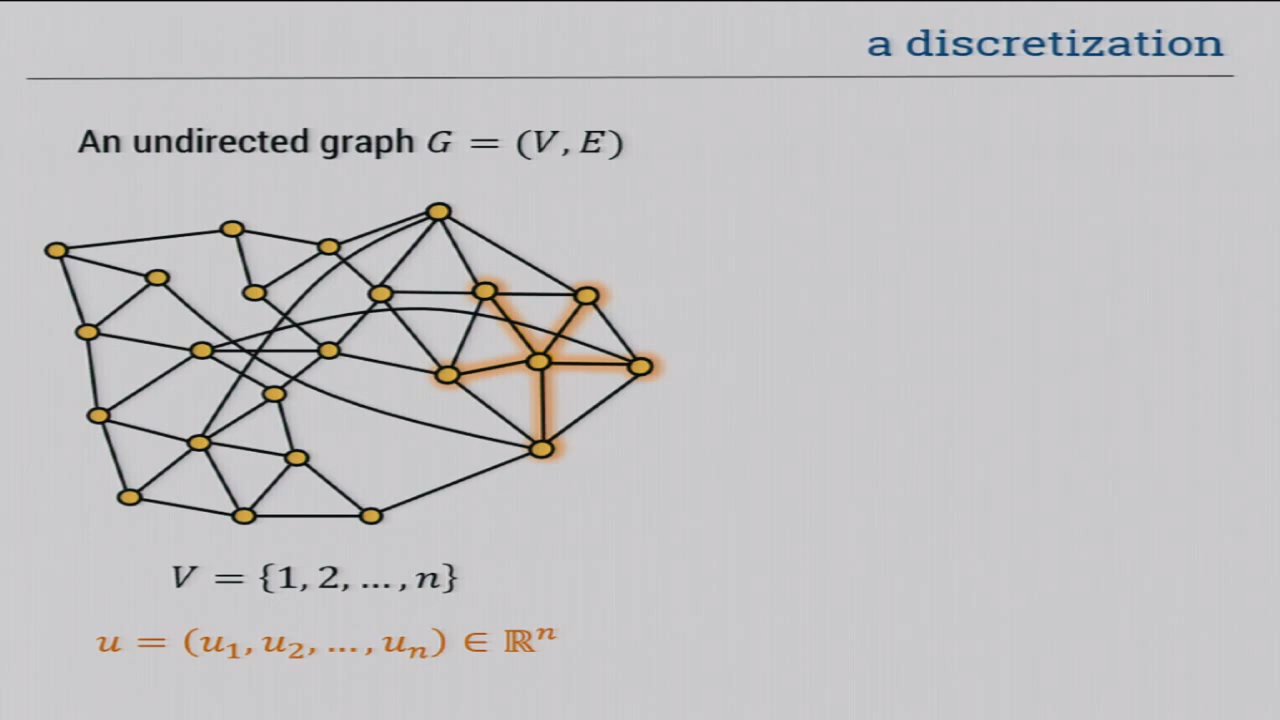 a discretization
An undirected graph G = (V, E)
V = {1, 2, …, n}
u = (u₁, u₂, …, uₙ) ∈ ℝⁿ